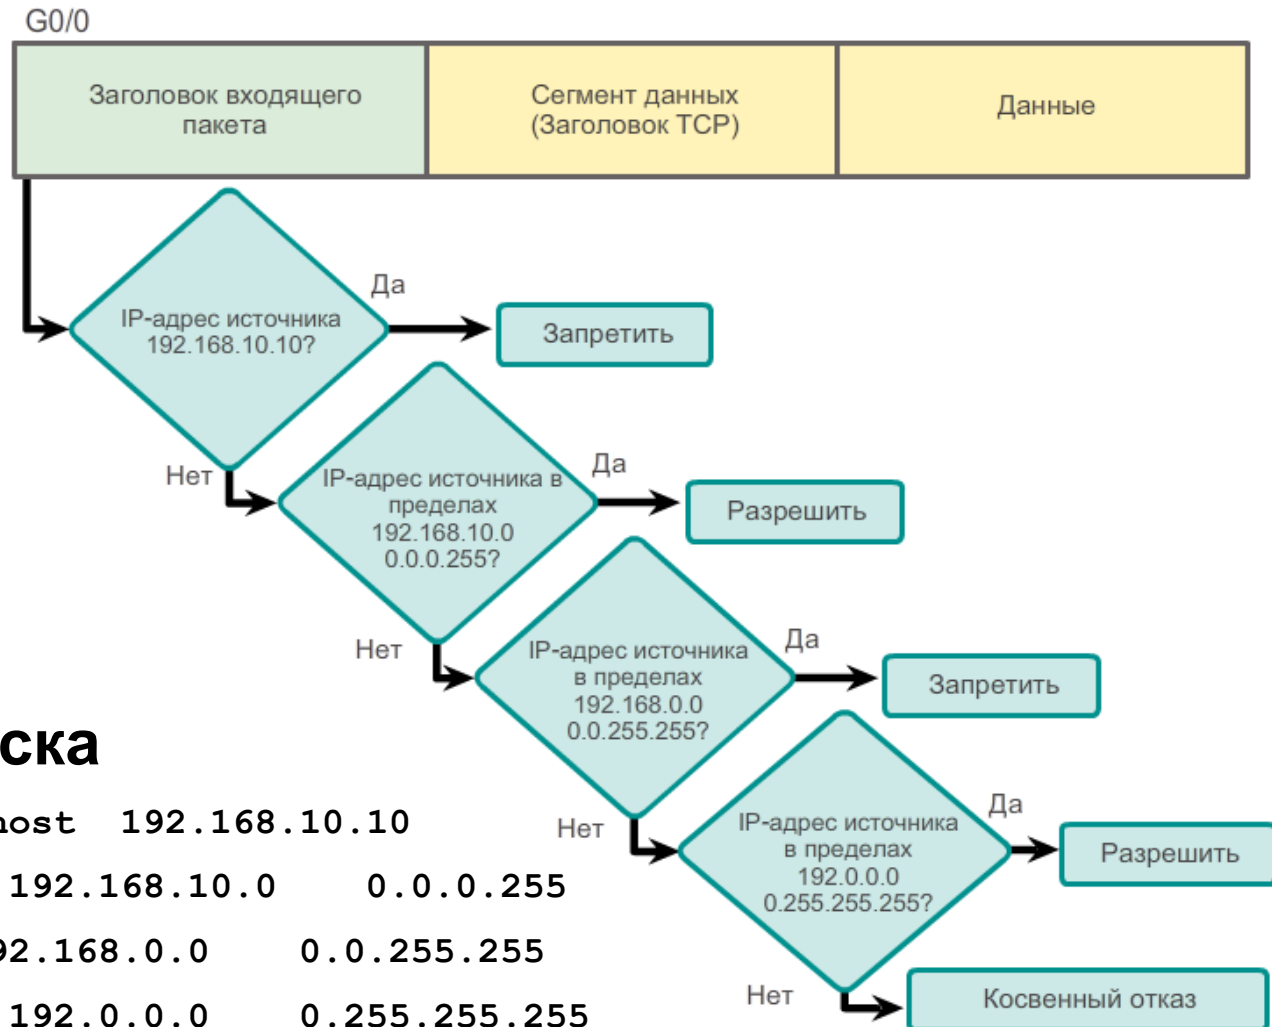 G0/0
Заголовок входящего
пакета
Сегмент данных
(Заголовок TCP)
Данные
IP-адрес источника
192.168.10.10?
Да
Запретить
Нет
IP-адрес источника в
пределах
192.168.10.0
0.0.0.255?
Да
Разрешить
Нет
IP-адрес источника
в пределах
192.168.0.0
0.0.255.255?
Да
Запретить
Нет
IP-адрес источника
в пределах
192.0.0.0
0.255.255.255?
Да
Разрешить
Нет
Косвенный отказ
ска
host 192.168.10.10
192.168.10.0 0.0.0.255
92.168.0.0 0.0.255.255
192.0.0.0 0.255.255.255